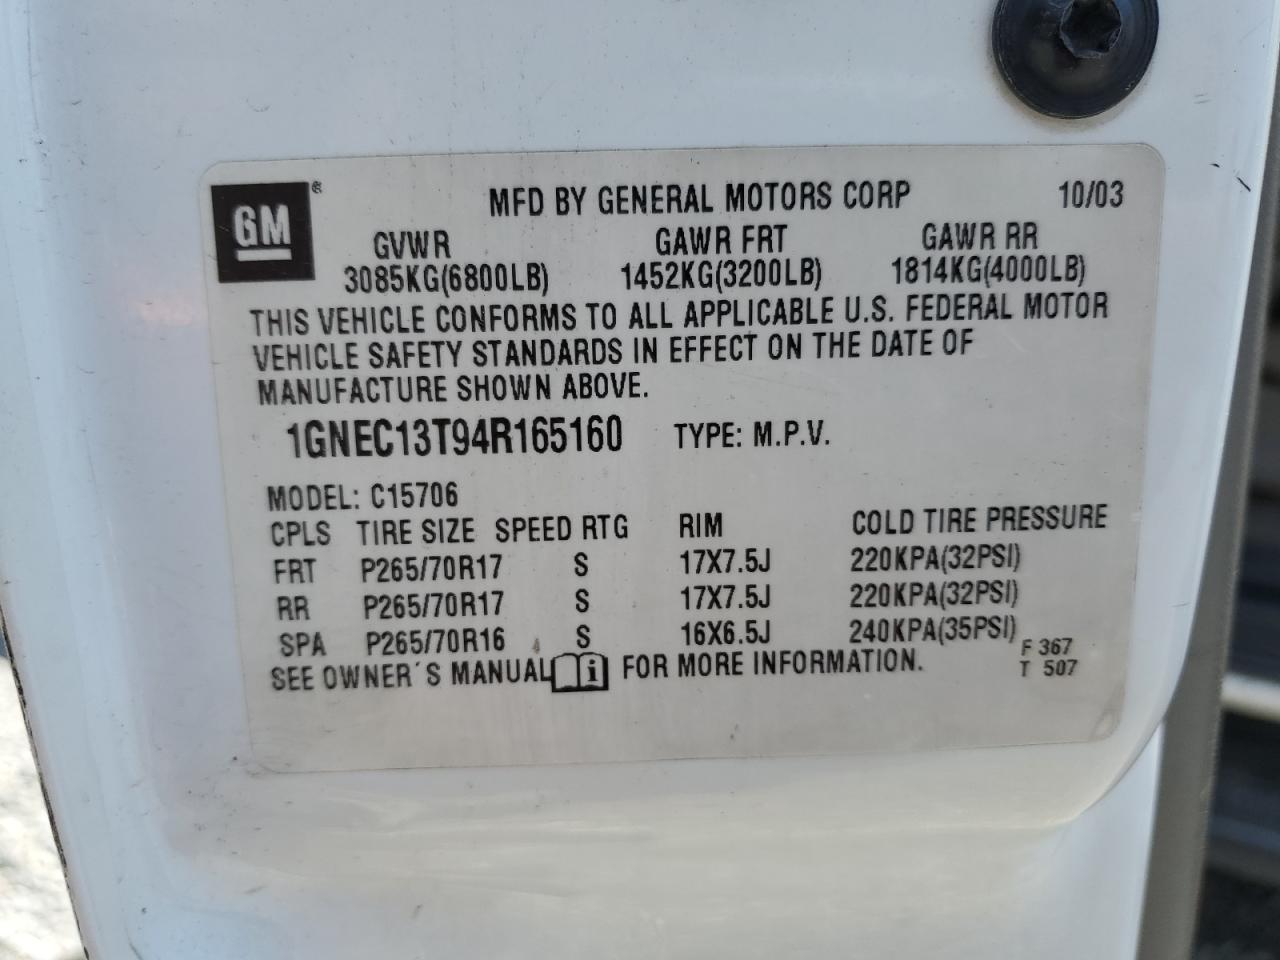 GM ® MFD BY GENERAL MOTORS CORP 10/03
GVWR GAWR FRT GAWR RR
3085KG(6800LB) 1452KG(3200LB) 1814KG(4000LB)
THIS VEHICLE CONFORMS TO ALL APPLICABLE U.S. FEDERAL MOTOR
VEHICLE SAFETY STANDARDS IN EFFECT ON THE DATE OF
MANUFACTURE SHOWN ABOVE.
1GNEC13T94R165160 TYPE: M.P.V.
MODEL: C15706
CPLS TIRE SIZE SPEED RTG RIM COLD TIRE PRESSURE
FRT P265/70R17 S 17X7.5J 220KPA(32PSI)
RR P265/70R17 S 17X7.5J 220KPA(32PSI)
SPA P265/70R16 S 16X6.5J 240KPA(35PSI)
SEE OWNER´S MANUAL i FOR MORE INFORMATION.
F 367
T 507